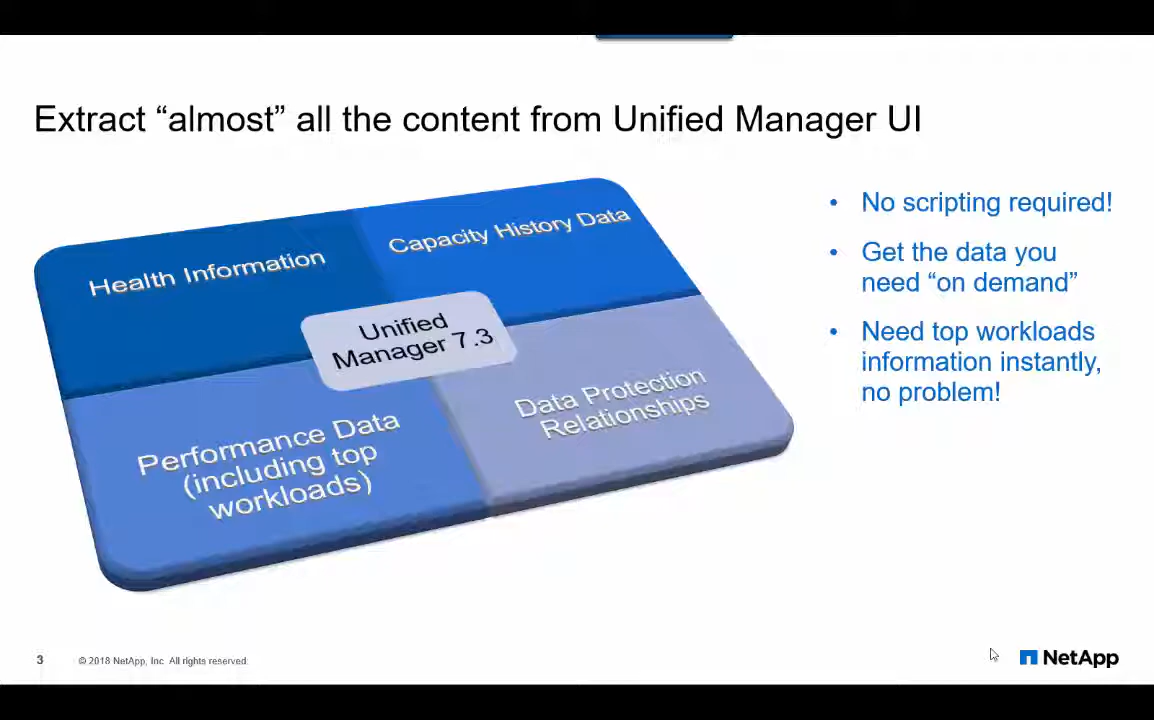 Extract “almost” all the content from Unified Manager UI
Health Information
Capacity History Data
Unified
Manager 7.3
Performance Data
(including top
workloads)
Data Protection
Relationships
• No scripting required!
• Get the data you
need “on demand”
• Need top workloads
information instantly,
no problem!
3
© 2018 NetApp, Inc. All rights reserved.
NetApp